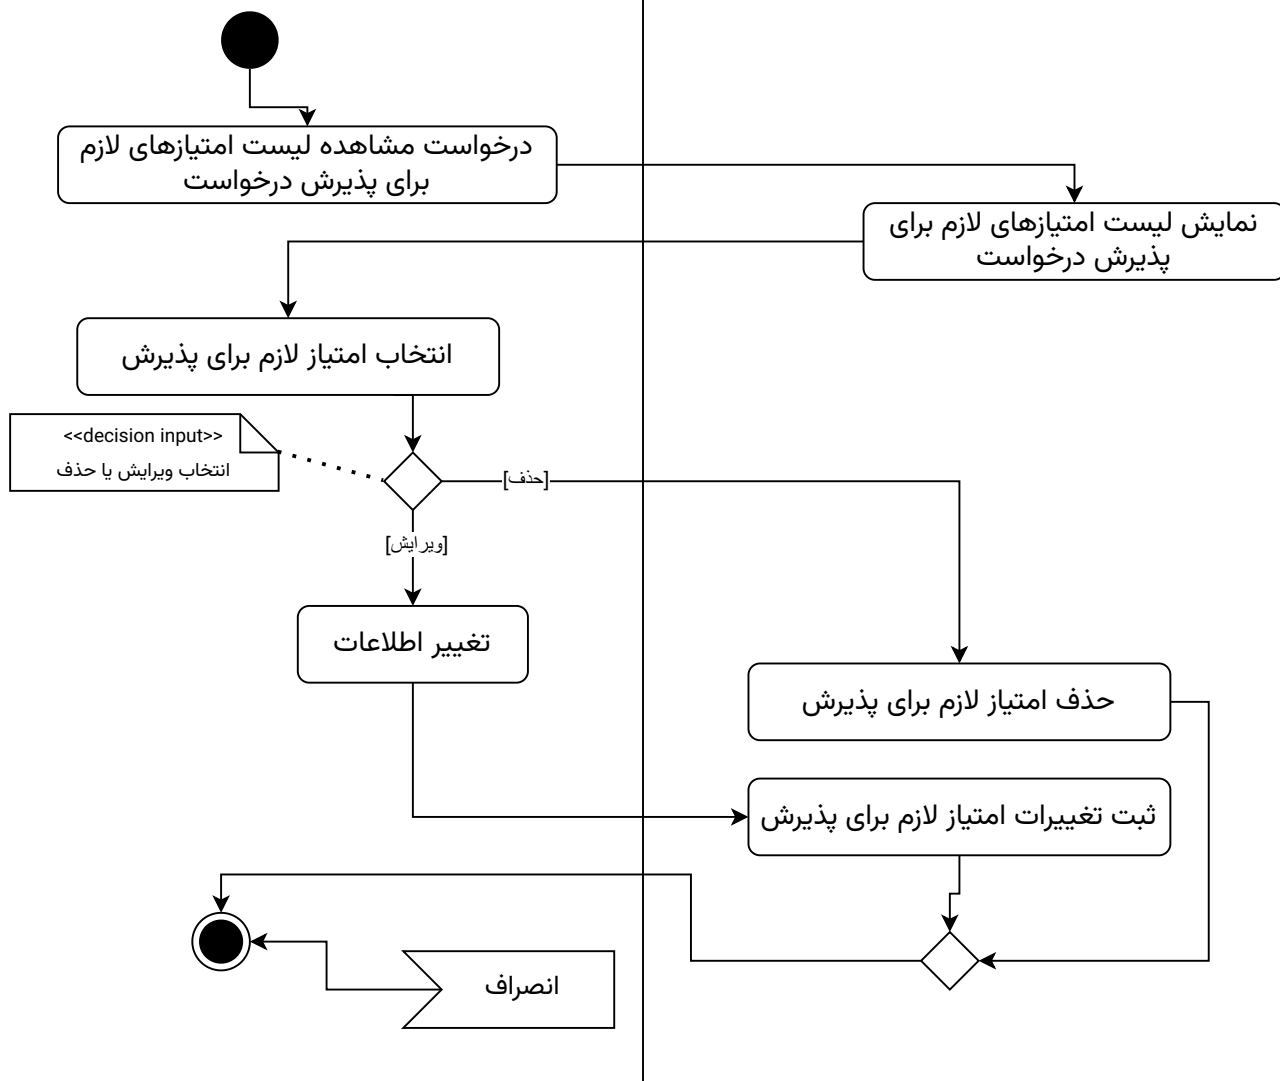 درخواست مشاهده لیست امتیازهای لازم
برای پذیرش درخواست
نمایش لیست امتیازهای لازم برای
پذیرش درخواست
انتخاب امتیاز لازم برای پذیرش
<<decision input>>
انتخاب ویرایش یا حذف
[حذف]
[ویرایش]
تغییر اطلاعات
حذف امتیاز لازم برای پذیرش
ثبت تغییرات امتیاز لازم برای پذیرش
انصراف